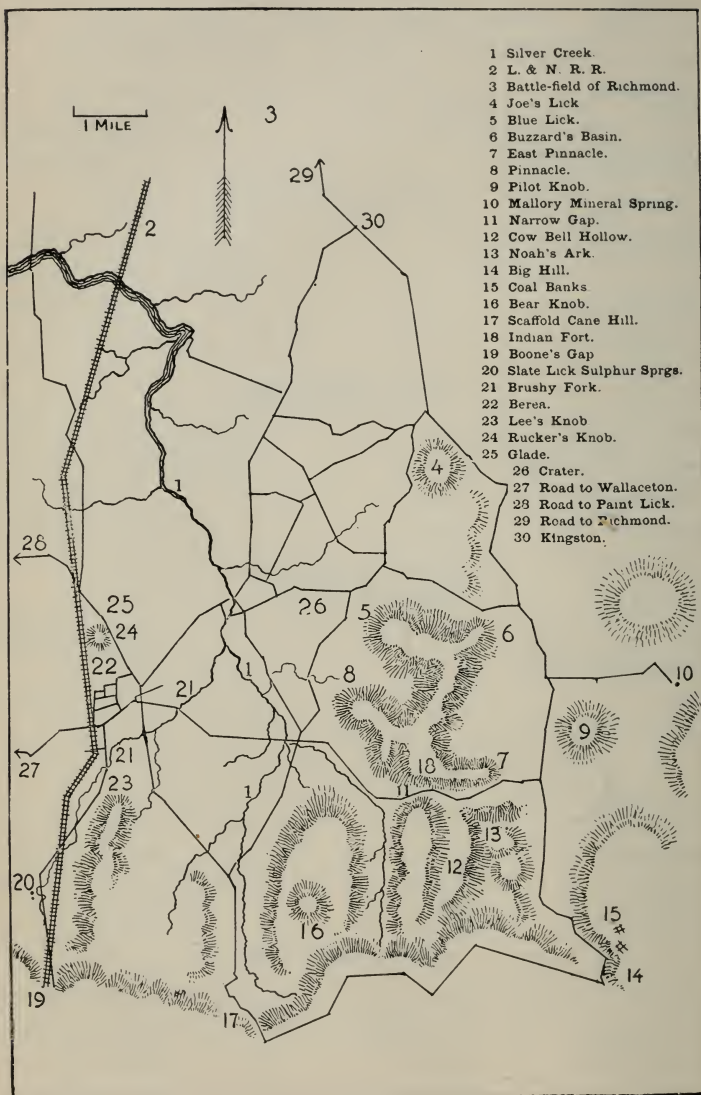 1 Silver Creek.
2 L. & N. R. R.
3 Battle-field of Richmond.
4 Joe's Lick
5 Blue Lick.
6 Buzzard's Basin.
7 East Pinnacle.
8 Pinnacle.
9 Pilot Knob.
10 Mallory Mineral Spring.
11 Narrow Gap.
12 Cow Bell Hollow.
13 Noah's Ark.
14 Big Hill.
15 Coal Banks
16 Bear Knob.
17 Scaffold Cane Hill.
18 Indian Fort.
19 Boone's Gap
20 Slate Lick Sulphur Sprgs.
21 Brushy Fork.
22 Berea.
23 Lee's Knob
24 Rucker's Knob.
25 Glade.
26 Crater.
27 Road to Wallaceton.
28 Road to Paint Lick.
29 Road to Richmond.
30 Kingston.
1 MILE
3
29
30
2
4
1
28
25
24
26
5
6
22
21
1
8
10
9
27
21
18
7
11
23
1
13
12
20
16
15
14
19
17